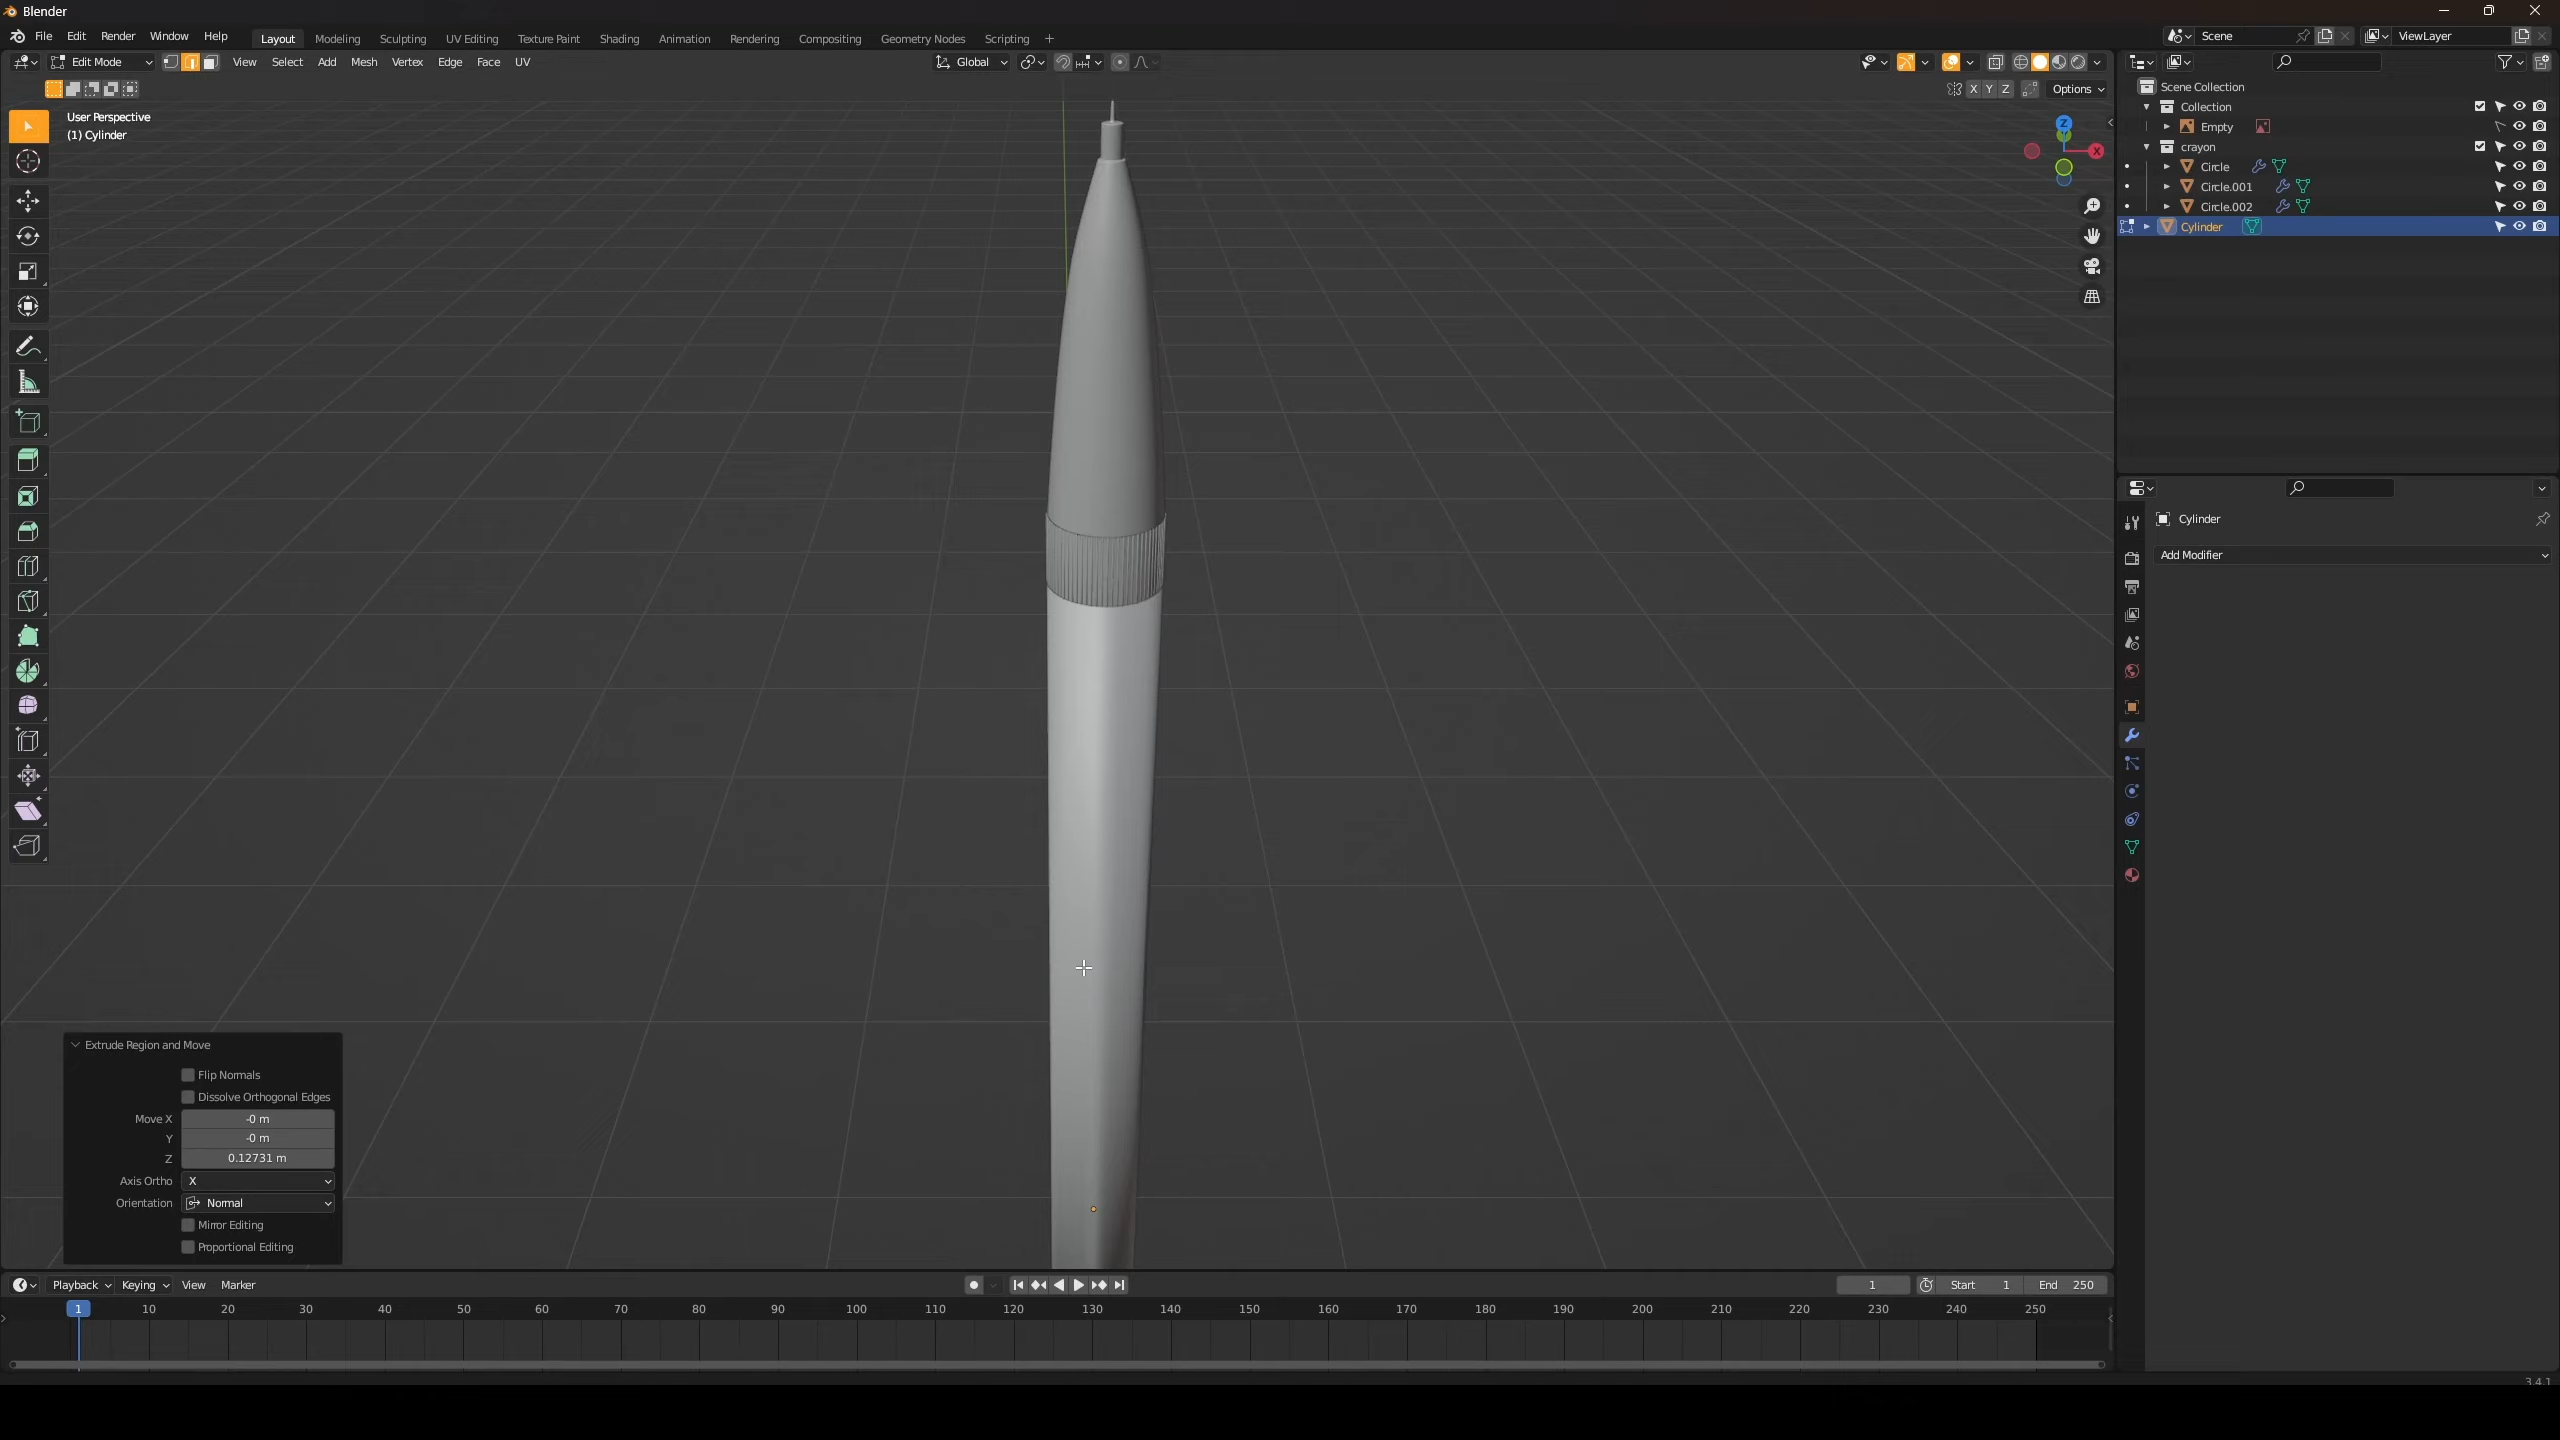 Blender
File Edit Render Window Help
Layout Modeling Sculpting UV Editing Texture Paint Shading Animation Rendering Compositing Geometry Nodes Scripting +
Scene
ViewLayer
Edit Mode View Select Add Mesh Vertex Edge Face UV
Global
X Y Z Options
User Perspective
(1) Cylinder
Z
X
Scene Collection
Collection
Empty
crayon
Circle
Circle.001
Circle.002
Cylinder
Cylinder
Add Modifier
Extrude Region and Move
Flip Normals
Dissolve Orthogonal Edges
Move X -0 m
Y -0 m
Z 0.12731 m
Axis Ortho X
Orientation Normal
Mirror Editing
Proportional Editing
Playback Keying View Marker
1 Start 1 End 250
1 10 20 30 40 50 60 70 80 90 100 110 120 130 140 150 160 170 180 190 200 210 220 230 240 250
3.4.1